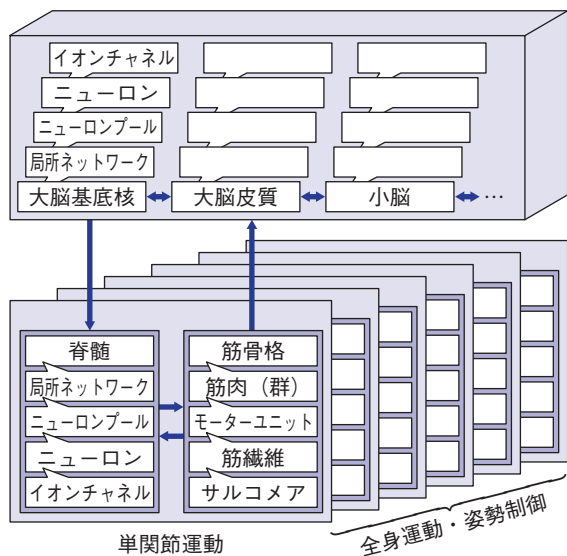 イオンチャネル
ニューロン
ニューロンプール
局所ネットワーク
大脳基底核
大脳皮質
小脳
…
脊髄
局所ネットワーク
ニューロンプール
ニューロン
イオンチャネル
筋骨格
筋肉（群）
モーターユニット
筋繊維
サルコメア
単関節運動
全身運動・姿勢制御